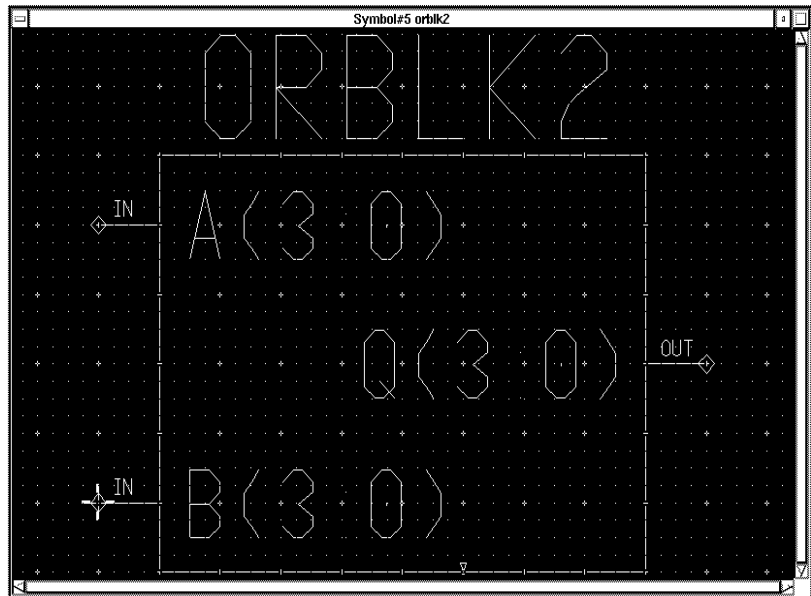 Symbol#5 orblk2
ORBLK2
IN A(3 0)
Q(3 0) OUT
IN B(3 0)